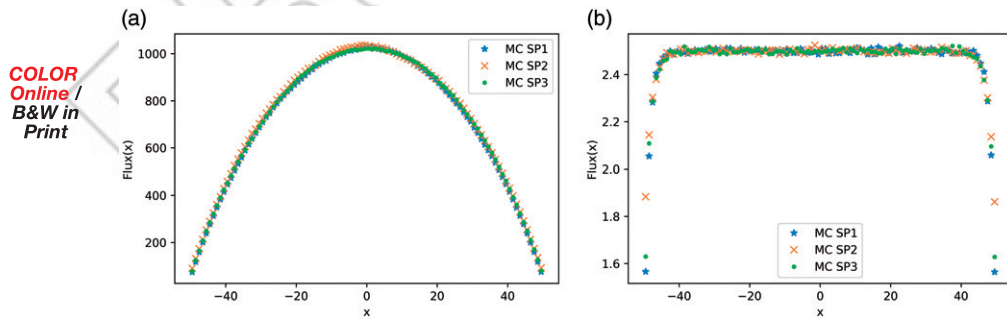 COLOR
Online /
B&W in
Print
(a)
MC SP1
MC SP2
MC SP3
Flux(x)
1000
800
600
400
200
−40
−20
0
20
40
x
(b)
MC SP1
MC SP2
MC SP3
Flux(x)
2.4
2.2
2.0
1.8
1.6
−40
−20
0
20
40
x